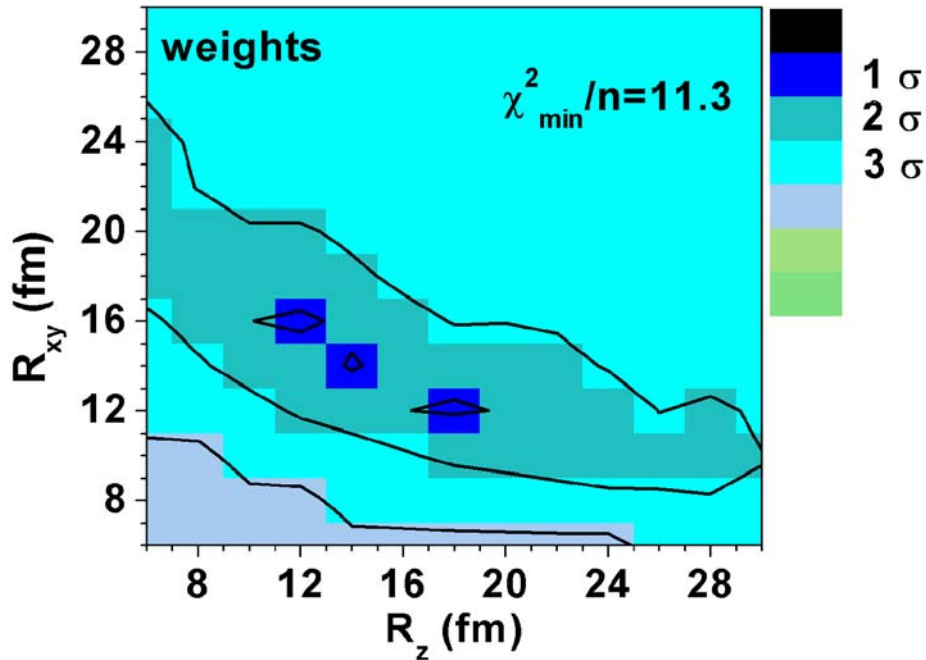 weights
χ²min/n=11.3
1 σ
2 σ
3 σ
28
24
20
16
12
8
Rxy (fm)
8 12 16 20 24 28
Rz (fm)